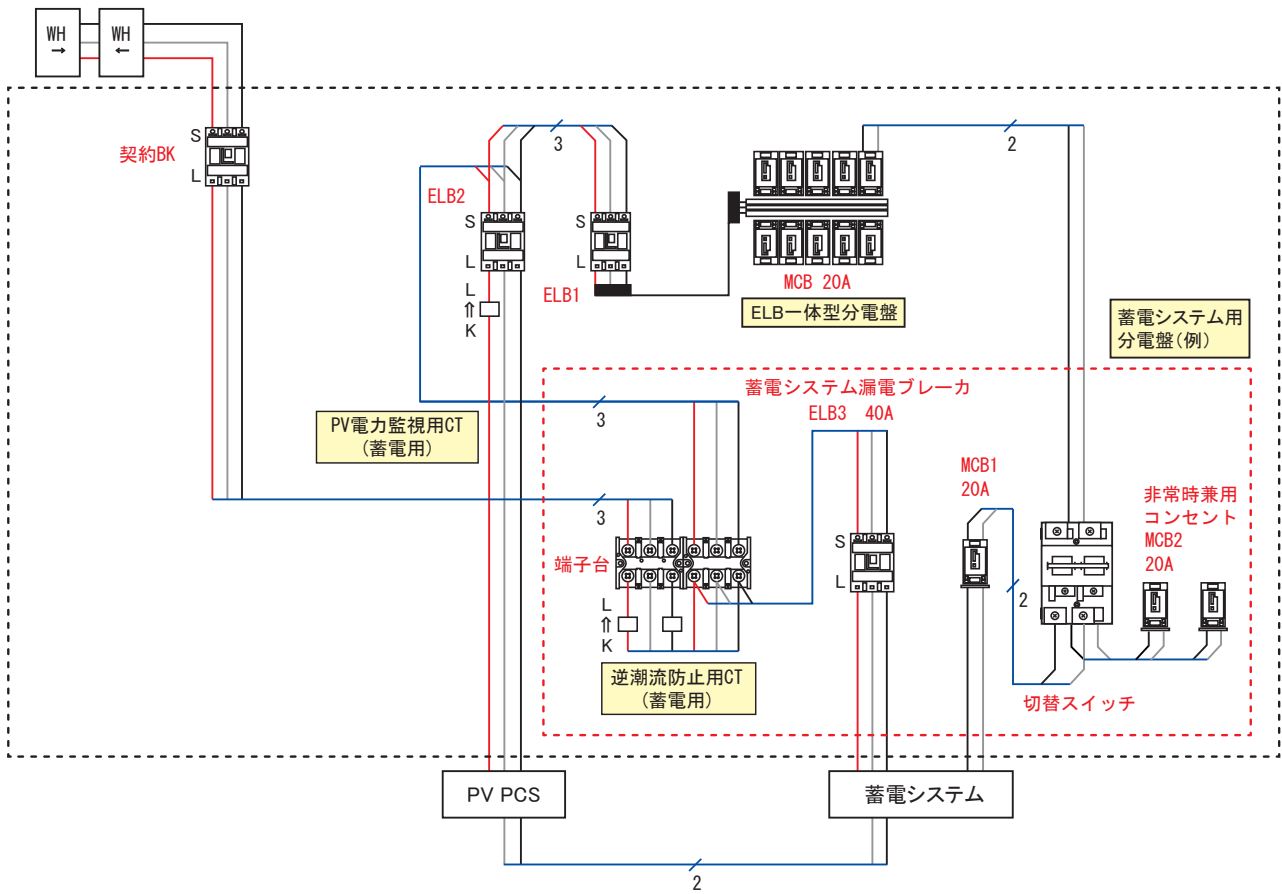 WH
→
WH
←
S
契約BK
L
3
2
ELB2
S
L
S
L
ELB1
L
⇑
K
MCB 20A
ELB一体型分電盤
蓄電システム用
分電盤(例)
蓄電システム漏電ブレーカ
ELB3 40A
PV電力監視用CT
(蓄電用)
3
MCB1
20A
非常時兼用
コンセント
MCB2
20A
3
端子台
S
L
2
L
⇑
K
逆潮流防止用CT
(蓄電用)
切替スイッチ
PV PCS
蓄電システム
2